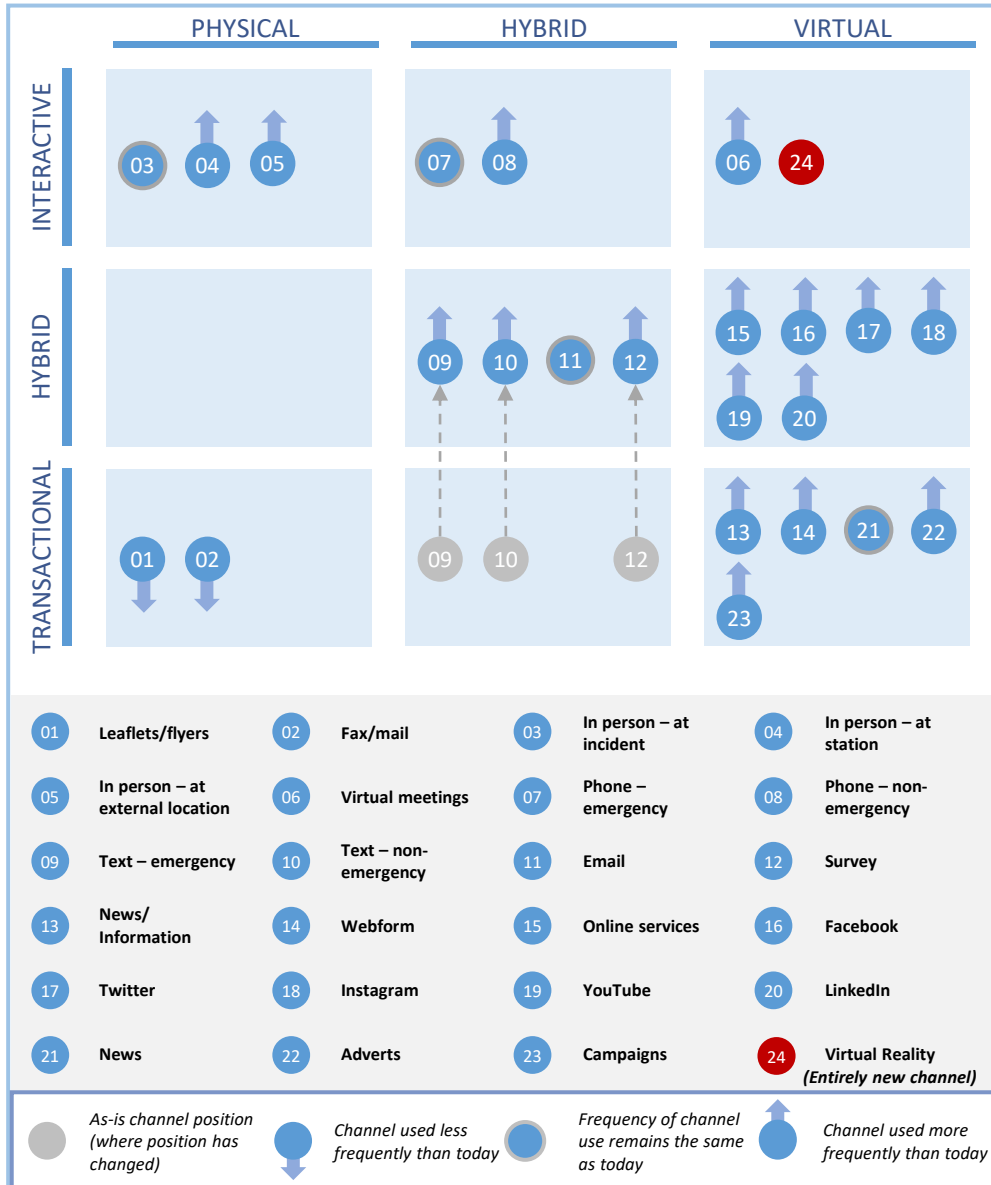 PHYSICAL
HYBRID
VIRTUAL
INTERACTIVE
03
04
05
07
08
06
24
HYBRID
09
10
11
12
15
16
17
18
19
20
TRANSACTIONAL
01
02
09
10
12
13
14
21
22
23
01
Leaflets/flyers
02
Fax/mail
03
In person – at
incident
04
In person – at
station
05
In person – at
external location
06
Virtual meetings
07
Phone –
emergency
08
Phone – non-
emergency
09
Text – emergency
10
Text – non-
emergency
11
Email
12
Survey
13
News/
Information
14
Webform
15
Online services
16
Facebook
17
Twitter
18
Instagram
19
YouTube
20
LinkedIn
21
News
22
Adverts
23
Campaigns
24
Virtual Reality
(Entirely new channel)
As-is channel position
(where position has
changed)
Channel used less
frequently than today
Frequency of channel
use remains the same
as today
Channel used more
frequently than today